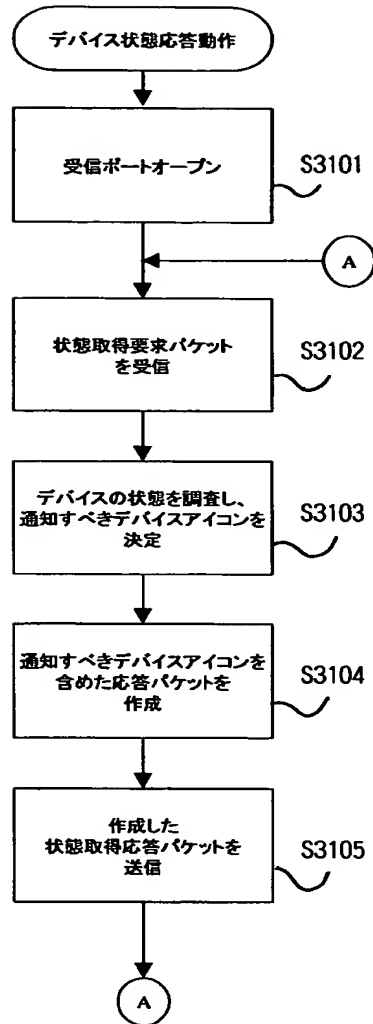 デバイス状態応答動作
受信ポートオープン
S3101
A
状態取得要求パケット
を受信
S3102
デバイスの状態を調査し、
通知すべきデバイスアイコンを
決定
S3103
通知すべきデバイスアイコンを
含めた応答パケットを
作成
S3104
作成した
状態取得応答パケットを
送信
S3105
A